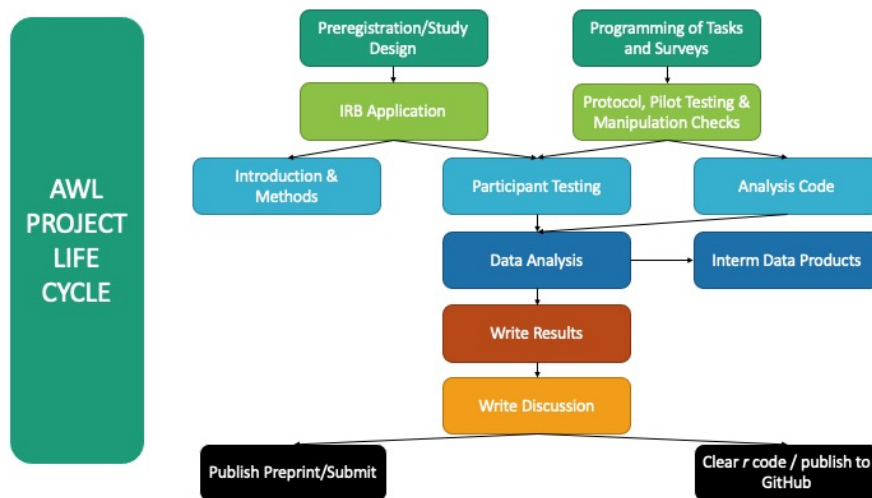 AWL
PROJECT
LIFE
CYCLE
Preregistration/Study
Design
Programming of Tasks
and Surveys
IRB Application
Protocol, Pilot Testing &
Manipulation Checks
Introduction &
Methods
Participant Testing
Analysis Code
Data Analysis
Interm Data Products
Write Results
Write Discussion
Publish Preprint/Submit
Clear r code / publish to
GitHub